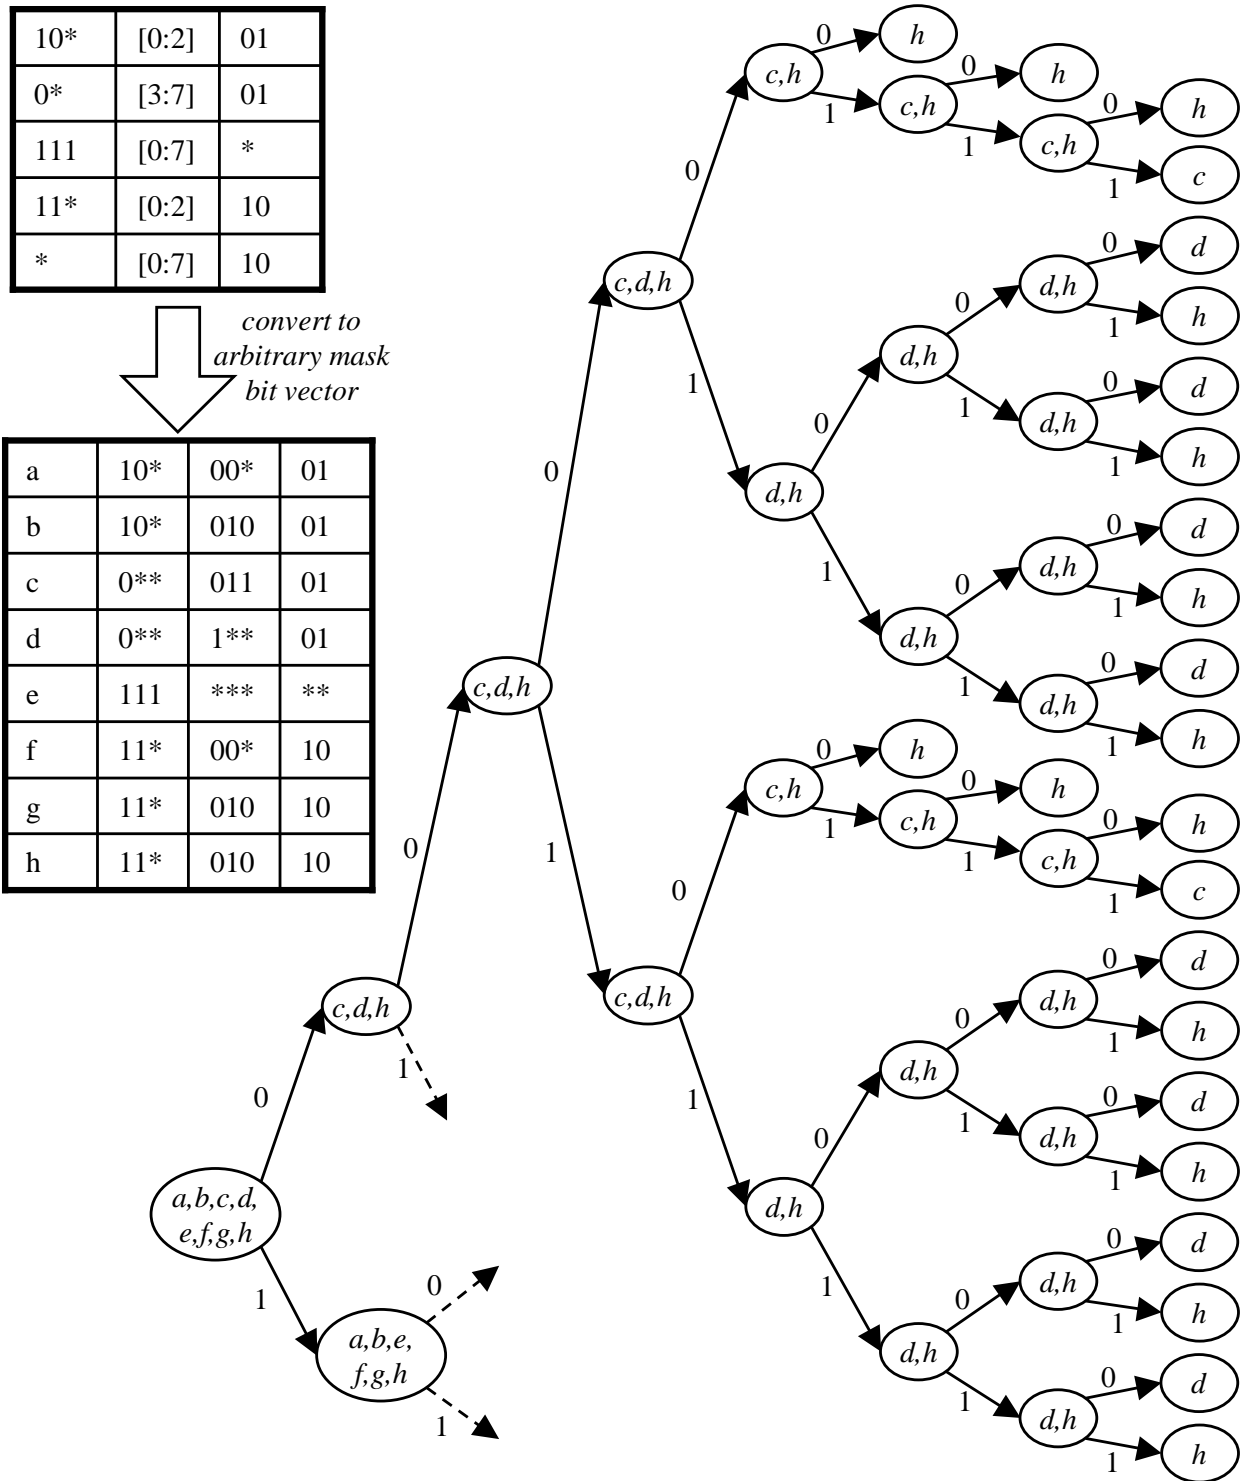 10* [0:2] 01
0* [3:7] 01
111 [0:7] *
11* [0:2] 10
* [0:7] 10
convert to
arbitrary mask
bit vector
a 10* 00* 01
b 10* 010 01
c 0** 011 01
d 0** 1** 01
e 111 *** **
f 11* 00* 10
g 11* 010 10
h 11* 010 10
a,b,c,d,
e,f,g,h
0
1
c,d,h
0
1
a,b,e,
f,g,h
0
1
c,d,h
0
1
c,d,h
0
1
c,h
0
1
h
c,h
0
1
h
c,h
0
1
h
c
d,h
0
1
d,h
0
1
d,h
0
1
d
h
d,h
0
1
d
h
d,h
0
1
d,h
0
1
d
h
d,h
0
1
d
h
c,d,h
0
1
c,h
0
1
h
c,h
0
1
h
c,h
0
1
h
c
d,h
0
1
d,h
0
1
d,h
0
1
d
h
d,h
0
1
d
h
d,h
0
1
d,h
0
1
d
h
d,h
0
1
d
h